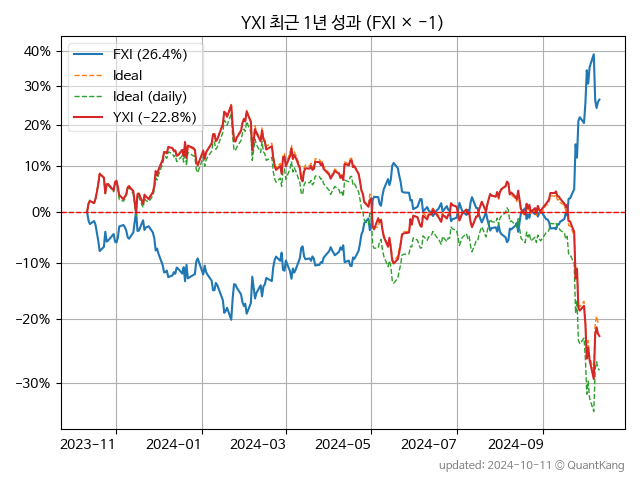 YXI 최근 1년 성과 (FXI × −1)
FXI (26.4%)
Ideal
Ideal (daily)
YXI (−22.8%)
40%
30%
20%
10%
0%
−10%
−20%
−30%
2023-11 2024-01 2024-03 2024-05 2024-07 2024-09
updated: 2024-10-11 © QuantKang